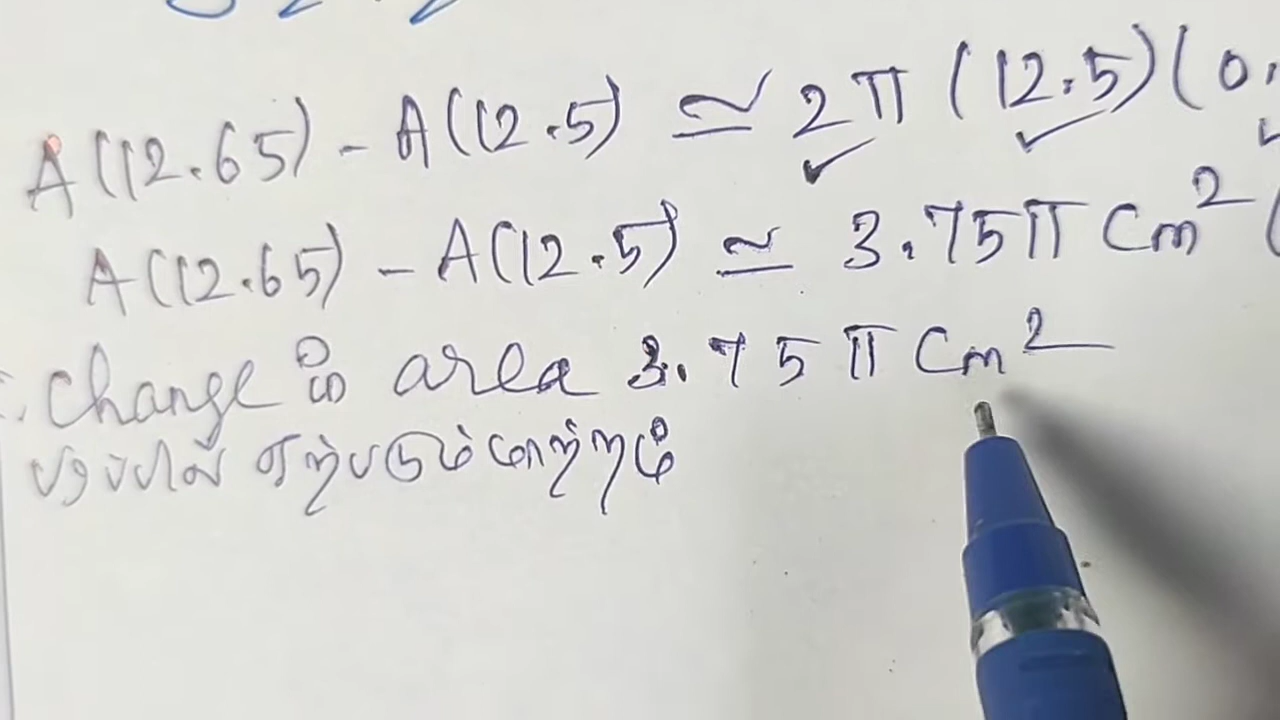 A(12.65) - A(12.5) ≃ 2π (12.5)(0.
A(12.65) - A(12.5) ≃ 3.75π Cm² (
∴ Change in area 3.75 π Cm²
பரப்பில் ஏற்படும் மாற்றம்